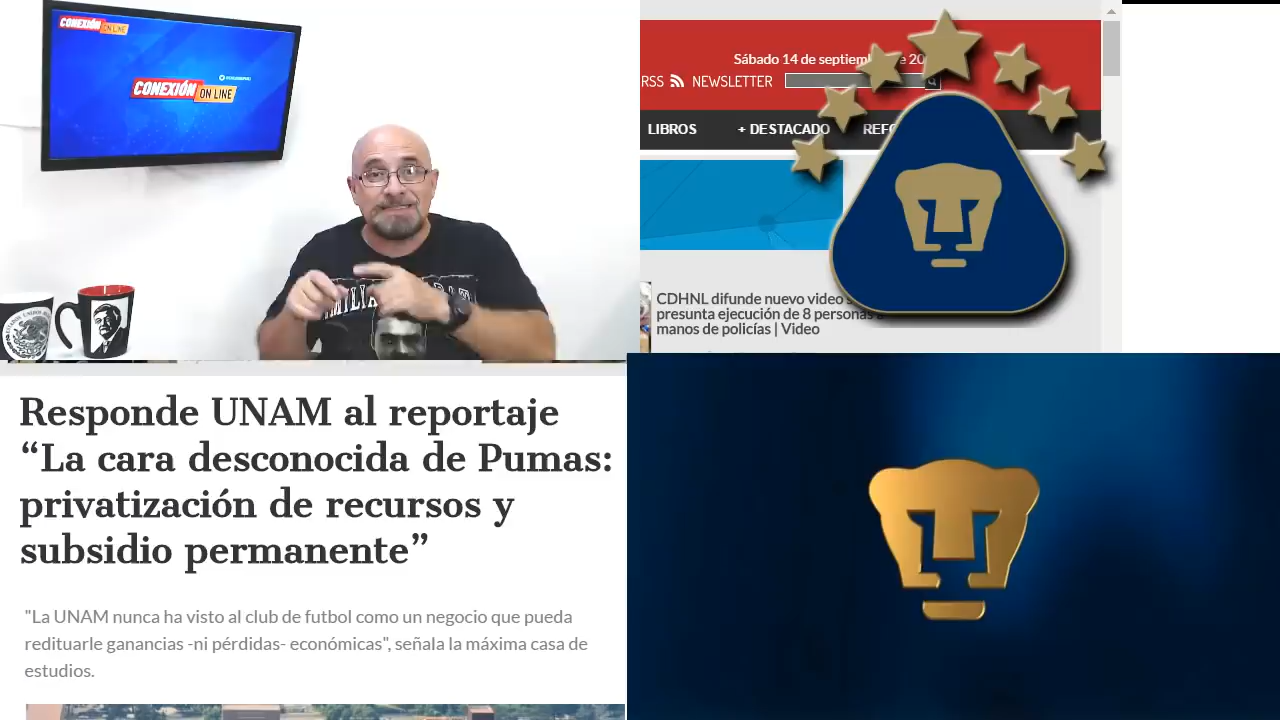 CONEXIÓN ON LINE
CONEXIÓN
ON LINE
Sábado 14 de septiembre
RSS NEWSLETTER
LIBROS + DESTACADO REFO
CDHNL difunde nuevo video
presunta ejecución de 8 personas
manos de policías | Video
Responde UNAM al reportaje
“La cara desconocida de Pumas:
privatización de recursos y
subsidio permanente”
"La UNAM nunca ha visto al club de futbol como un negocio que pueda
redituarle ganancias -ni pérdidas- económicas", señala la máxima casa de
estudios.